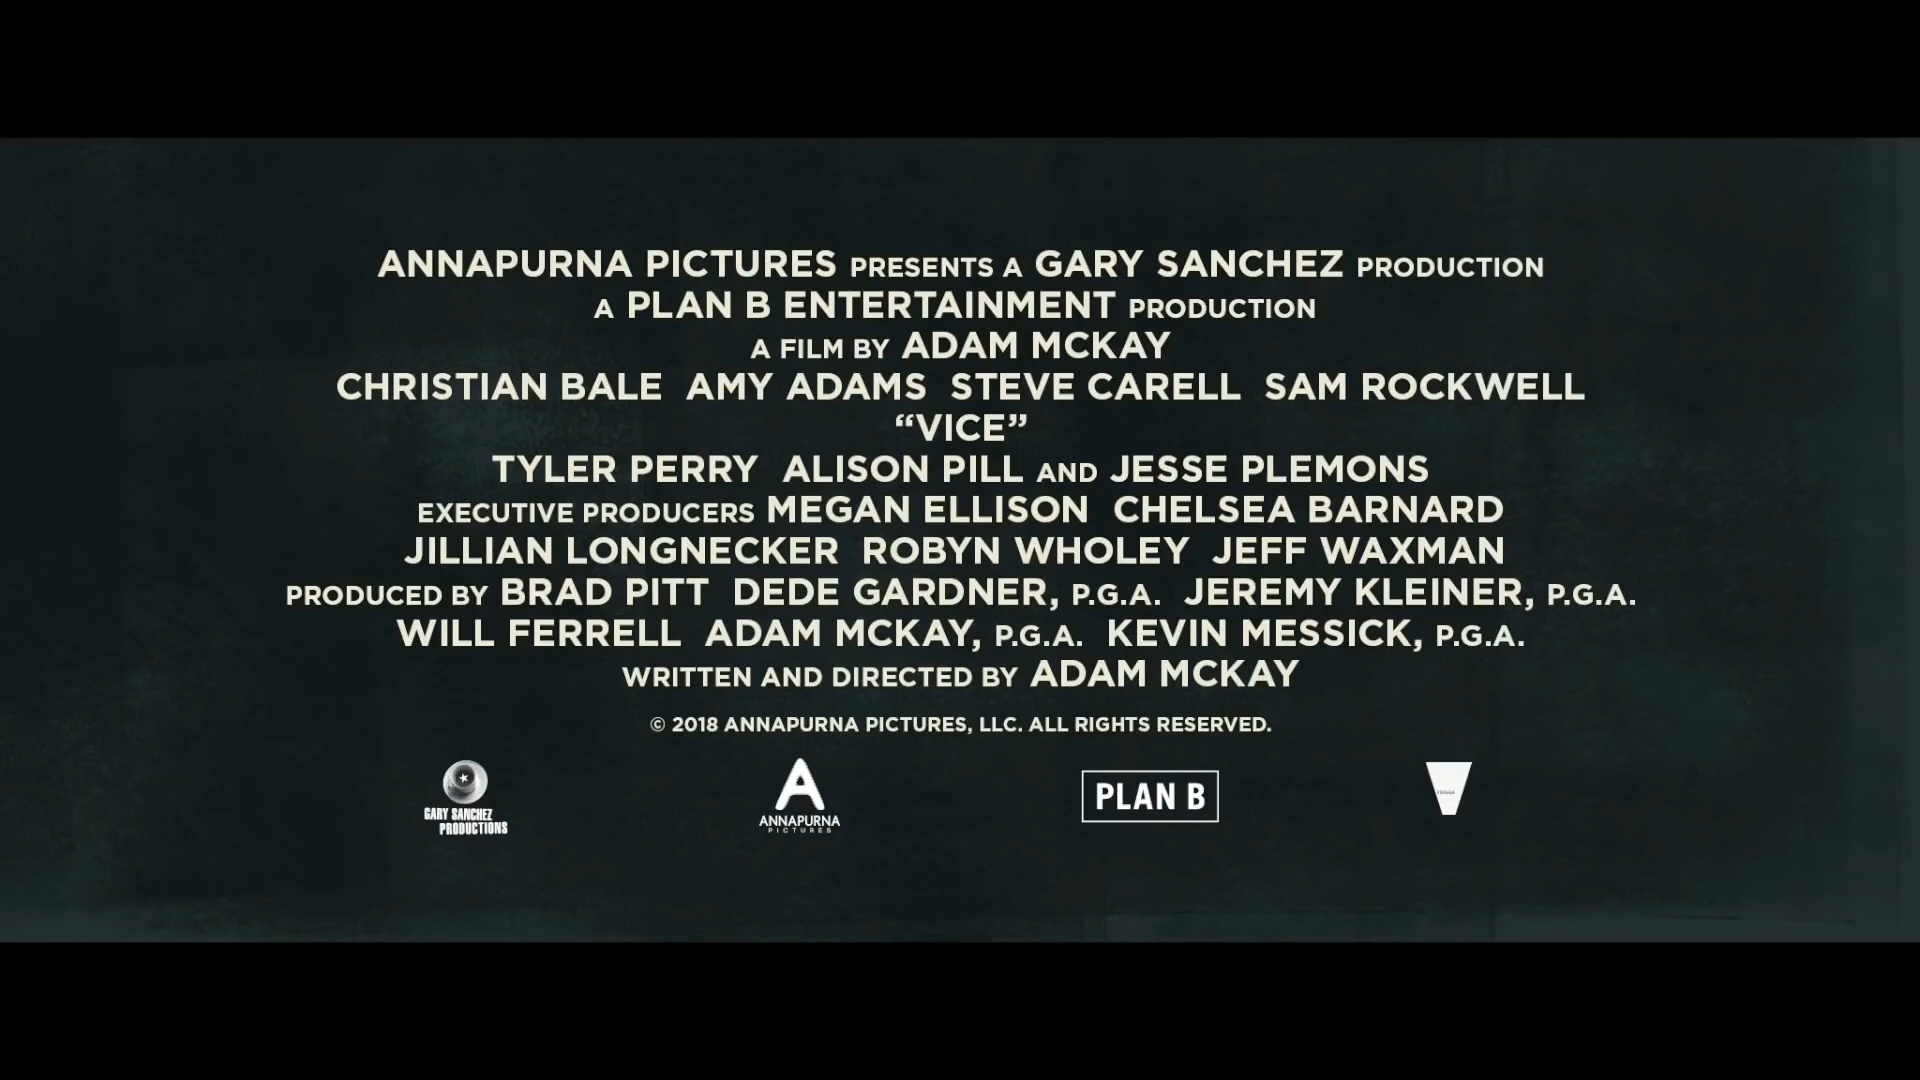 ANNAPURNA PICTURES PRESENTS A GARY SANCHEZ PRODUCTION
A PLAN B ENTERTAINMENT PRODUCTION
A FILM BY ADAM MCKAY
CHRISTIAN BALE AMY ADAMS STEVE CARELL SAM ROCKWELL
“VICE”
TYLER PERRY ALISON PILL AND JESSE PLEMONS
EXECUTIVE PRODUCERS MEGAN ELLISON CHELSEA BARNARD
JILLIAN LONGNECKER ROBYN WHOLEY JEFF WAXMAN
PRODUCED BY BRAD PITT DEDE GARDNER, P.G.A. JEREMY KLEINER, P.G.A.
WILL FERRELL ADAM MCKAY, P.G.A. KEVIN MESSICK, P.G.A.
WRITTEN AND DIRECTED BY ADAM MCKAY
© 2018 ANNAPURNA PICTURES, LLC. ALL RIGHTS RESERVED.
GARY SANCHEZ
PRODUCTIONS
ANNAPURNA
PICTURES
PLAN B